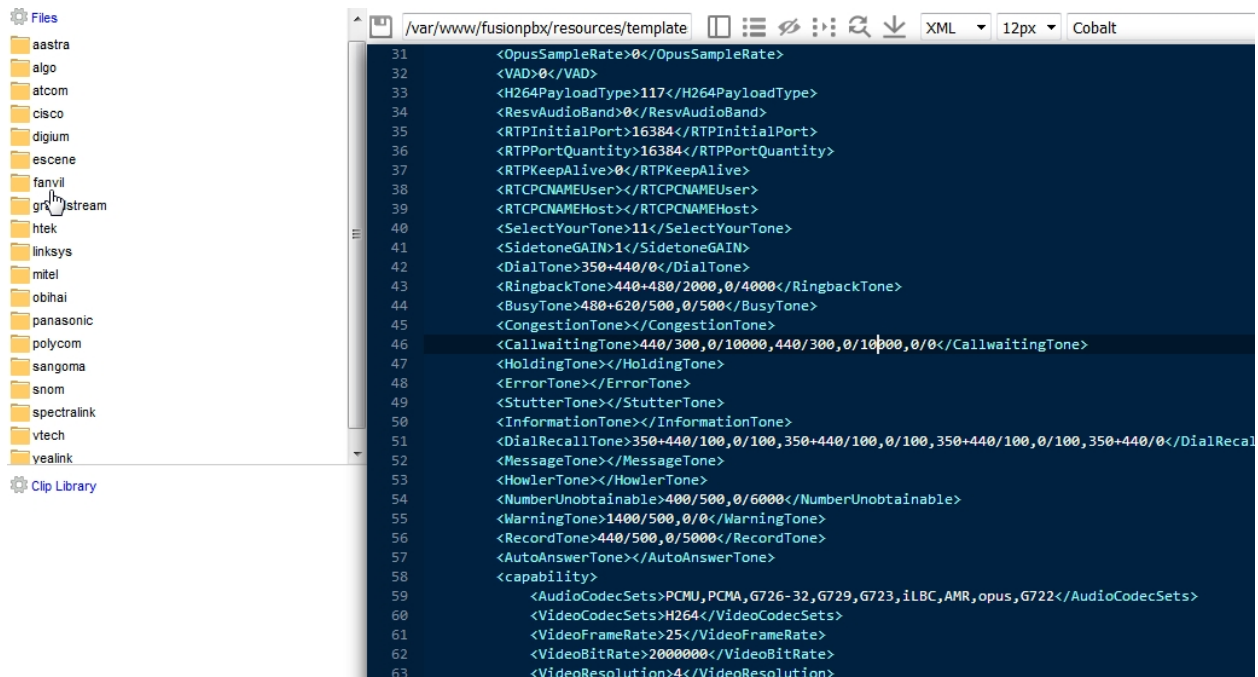 Files
aastra
algo
atcom
cisco
digium
escene
fanvil
htek
linksys
mitel
obihai
panasonic
polycom
sangoma
snom
spectralink
vtech
yealink
Clip Library
/var/www/fusionpbx/resources/template XML 12px Cobalt
31 <OpusSampleRate>0</OpusSampleRate>
32 <VAD>0</VAD>
33 <H264PayloadType>117</H264PayloadType>
34 <ResvAudioBand>0</ResvAudioBand>
35 <RTPInitialPort>16384</RTPInitialPort>
36 <RTPPortQuantity>16384</RTPPortQuantity>
37 <RTPKeepAlive>0</RTPKeepAlive>
38 <RTCPCNAMEUser></RTCPCNAMEUser>
39 <RTCPCNAMEHost></RTCPCNAMEHost>
40 <SelectYourTone>11</SelectYourTone>
41 <SidetoneGAIN>1</SidetoneGAIN>
42 <DialTone>350+440/0</DialTone>
43 <RingbackTone>440+480/2000,0/4000</RingbackTone>
44 <BusyTone>480+620/500,0/500</BusyTone>
45 <CongestionTone></CongestionTone>
46 <CallwaitingTone>440/300,0/10000,440/300,0/10000,0/0</CallwaitingTone>
47 <HoldingTone></HoldingTone>
48 <ErrorTone></ErrorTone>
49 <StutterTone></StutterTone>
50 <InformationTone></InformationTone>
51 <DialRecallTone>350+440/100,0/100,350+440/100,0/100,350+440/100,0/100,350+440/0</DialRecal
52 <MessageTone></MessageTone>
53 <HowlerTone></HowlerTone>
54 <NumberUnobtainable>400/500,0/6000</NumberUnobtainable>
55 <WarningTone>1400/500,0/0</WarningTone>
56 <RecordTone>440/500,0/5000</RecordTone>
57 <AutoAnswerTone></AutoAnswerTone>
58 <capability>
59 <AudioCodecSets>PCMU,PCMA,G726-32,G729,G723,iLBC,AMR,opus,G722</AudioCodecSets>
60 <VideoCodecSets>H264</VideoCodecSets>
61 <VideoFrameRate>25</VideoFrameRate>
62 <VideoBitRate>2000000</VideoBitRate>
63 <VideoResolution>4</VideoResolution>